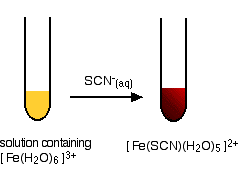 SCN⁻(aq)
solution containing
[Fe(H₂O)₆]³⁺
[Fe(SCN)(H₂O)₅]²⁺